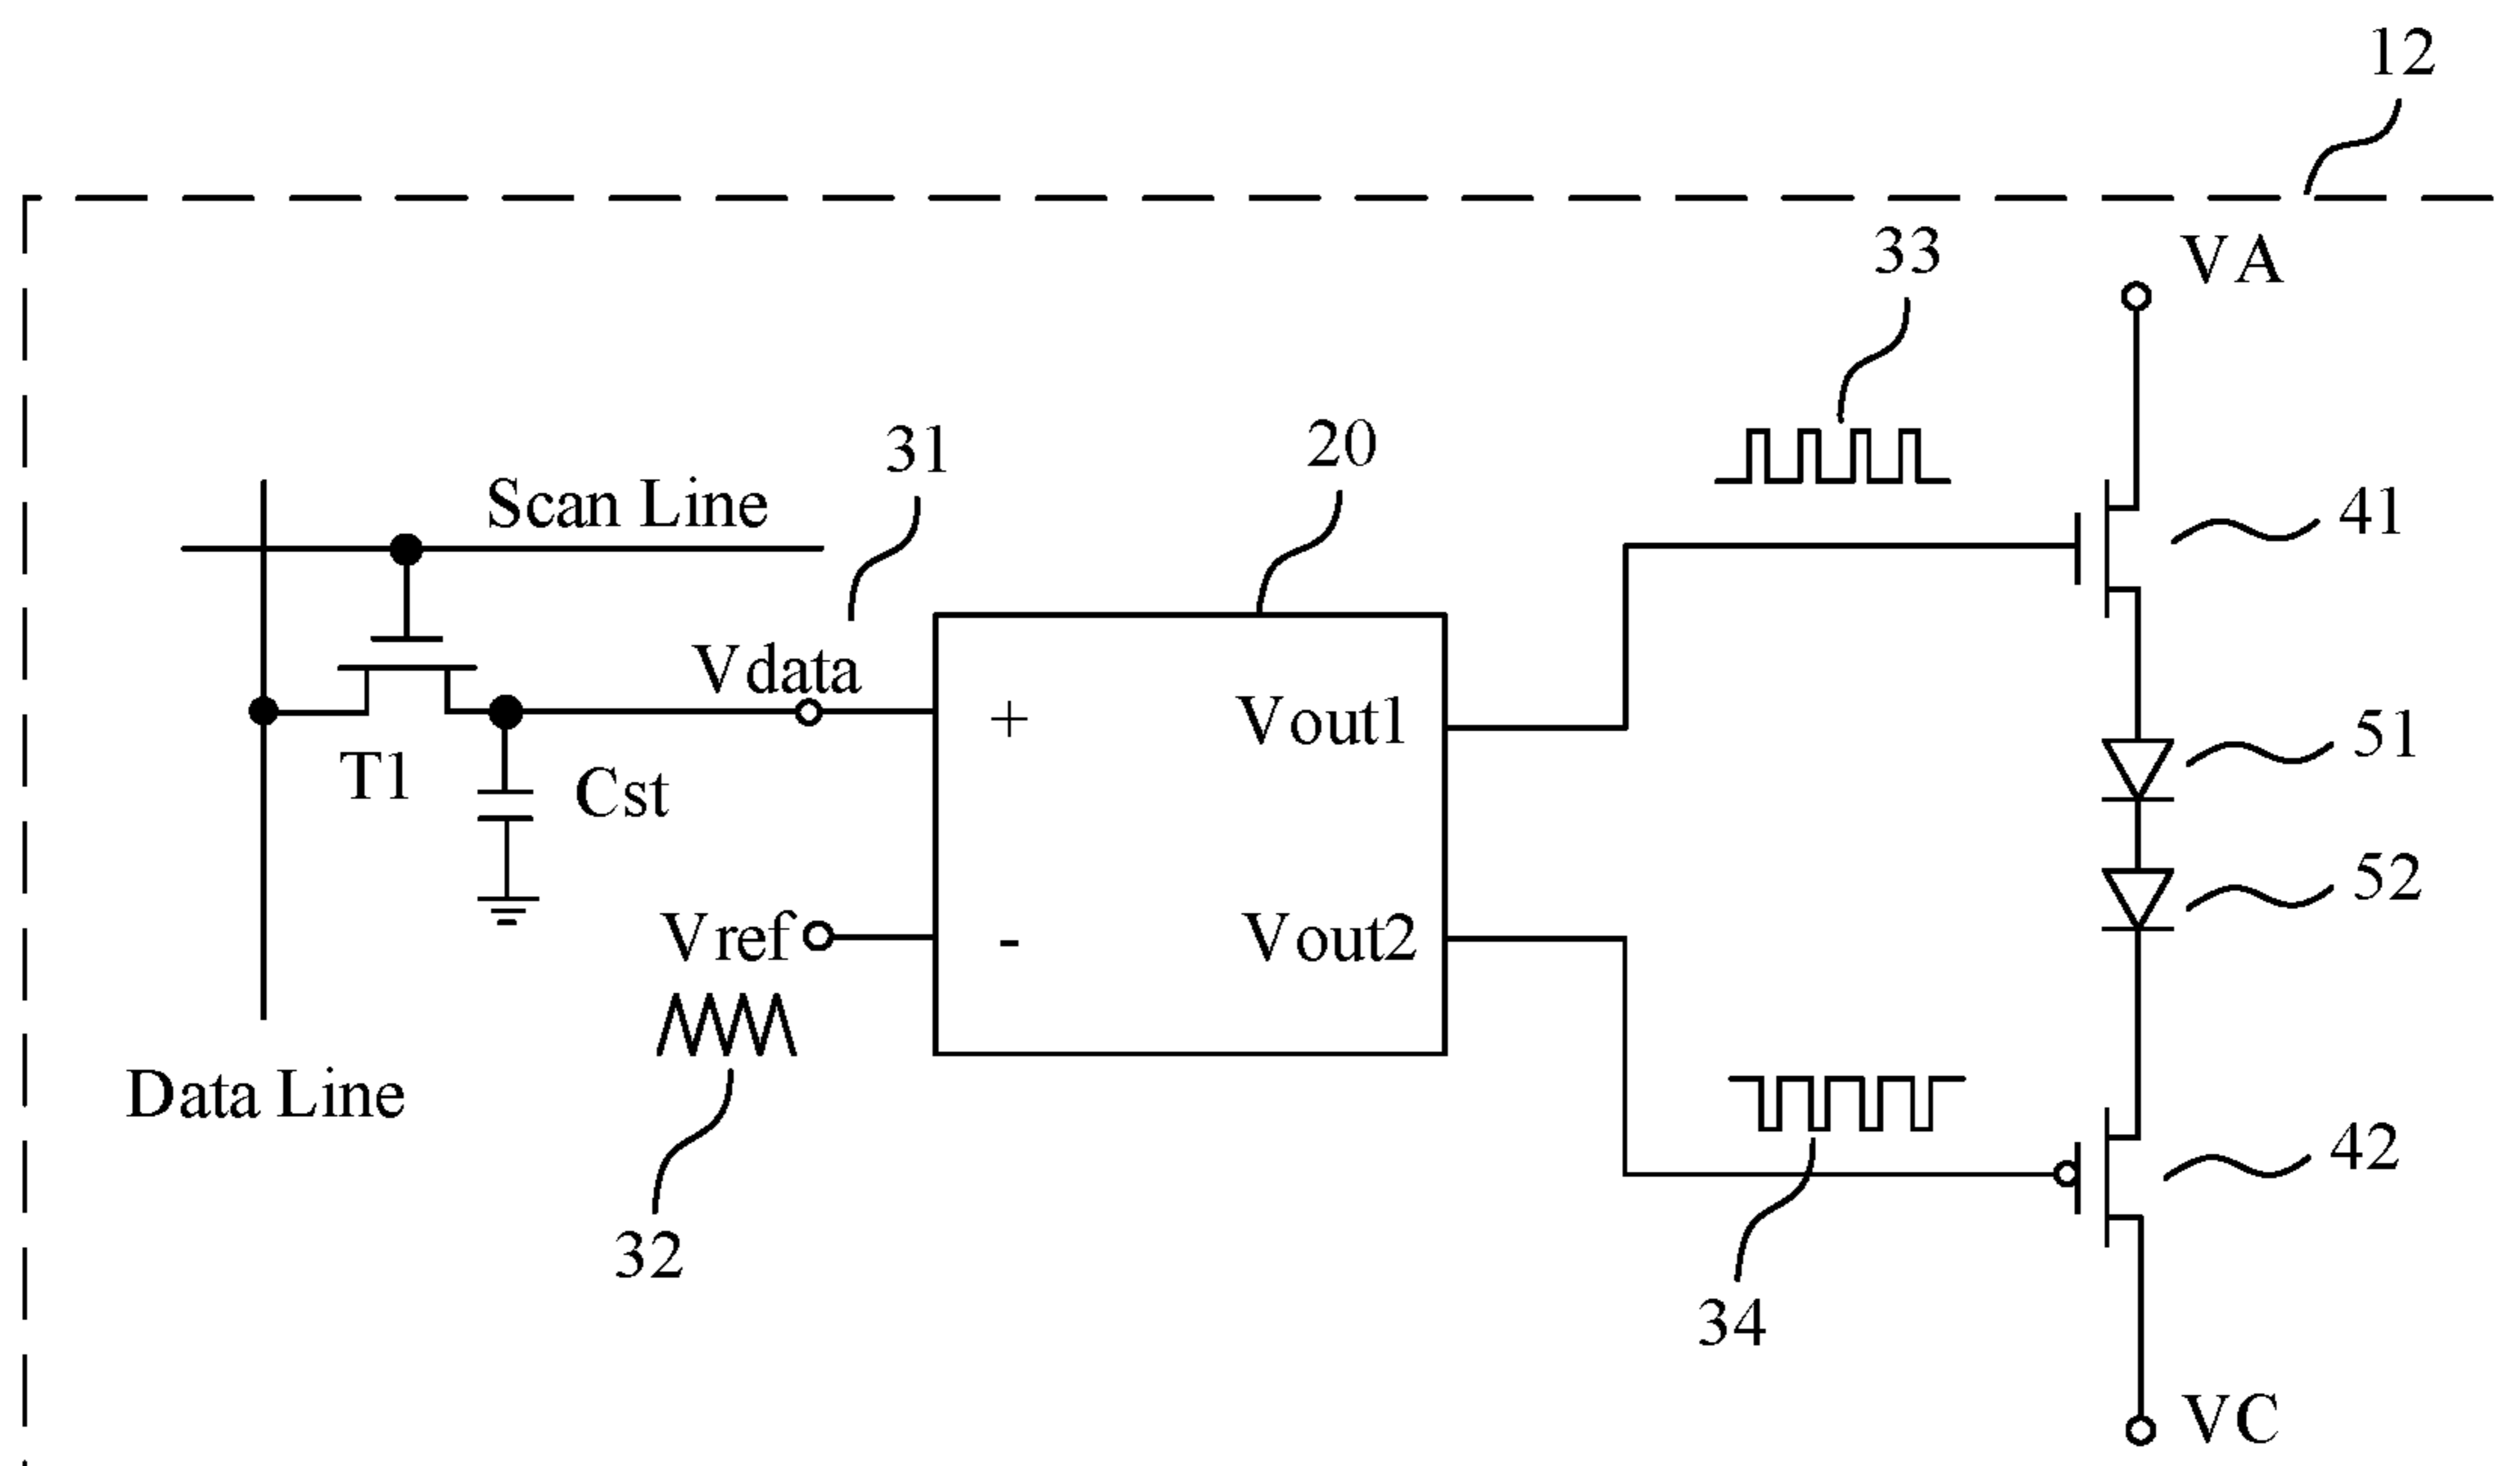 12
VA
33
31
20
41
Scan Line
Vdata
+
Vout1
51
T1
Cst
52
Vref
-
Vout2
Data Line
42
32
34
VC